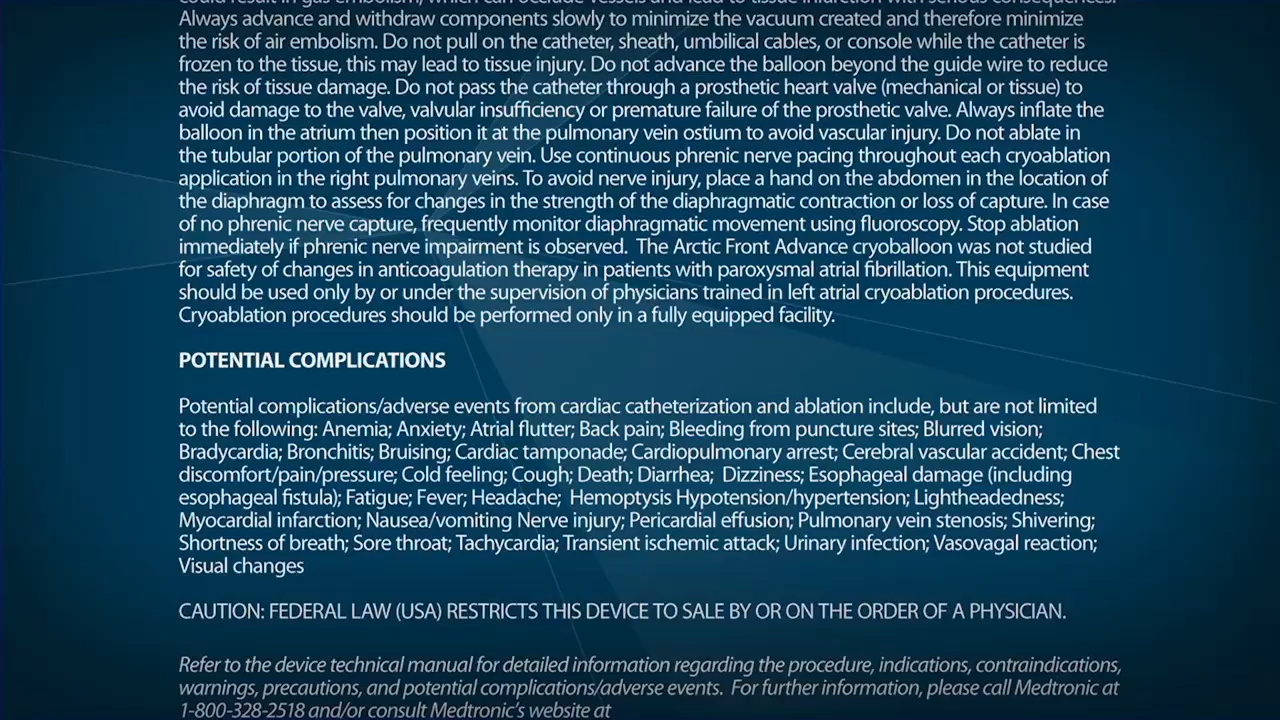 could result in gas embolism, which can occlude vessels and lead to tissue infarction with serious consequences.
Always advance and withdraw components slowly to minimize the vacuum created and therefore minimize
the risk of air embolism. Do not pull on the catheter, sheath, umbilical cables, or console while the catheter is
frozen to the tissue, this may lead to tissue injury. Do not advance the balloon beyond the guide wire to reduce
the risk of tissue damage. Do not pass the catheter through a prosthetic heart valve (mechanical or tissue) to
avoid damage to the valve, valvular insufficiency or premature failure of the prosthetic valve. Always inflate the
balloon in the atrium then position it at the pulmonary vein ostium to avoid vascular injury. Do not ablate in
the tubular portion of the pulmonary vein. Use continuous phrenic nerve pacing throughout each cryoablation
application in the right pulmonary veins. To avoid nerve injury, place a hand on the abdomen in the location of
the diaphragm to assess for changes in the strength of the diaphragmatic contraction or loss of capture. In case
of no phrenic nerve capture, frequently monitor diaphragmatic movement using fluoroscopy. Stop ablation
immediately if phrenic nerve impairment is observed.  The Arctic Front Advance cryoballoon was not studied
for safety of changes in anticoagulation therapy in patients with paroxysmal atrial fibrillation. This equipment
should be used only by or under the supervision of physicians trained in left atrial cryoablation procedures.
Cryoablation procedures should be performed only in a fully equipped facility.
POTENTIAL COMPLICATIONS
Potential complications/adverse events from cardiac catheterization and ablation include, but are not limited
to the following: Anemia; Anxiety; Atrial flutter; Back pain; Bleeding from puncture sites; Blurred vision;
Bradycardia; Bronchitis; Bruising; Cardiac tamponade; Cardiopulmonary arrest; Cerebral vascular accident; Chest
discomfort/pain/pressure; Cold feeling; Cough; Death; Diarrhea;  Dizziness; Esophageal damage (including
esophageal fistula); Fatigue; Fever; Headache;  Hemoptysis Hypotension/hypertension; Lightheadedness;
Myocardial infarction; Nausea/vomiting Nerve injury; Pericardial effusion; Pulmonary vein stenosis; Shivering;
Shortness of breath; Sore throat; Tachycardia; Transient ischemic attack; Urinary infection; Vasovagal reaction;
Visual changes
CAUTION: FEDERAL LAW (USA) RESTRICTS THIS DEVICE TO SALE BY OR ON THE ORDER OF A PHYSICIAN.
Refer to the device technical manual for detailed information regarding the procedure, indications, contraindications,
warnings, precautions, and potential complications/adverse events.  For further information, please call Medtronic at
1-800-328-2518 and/or consult Medtronic's website at